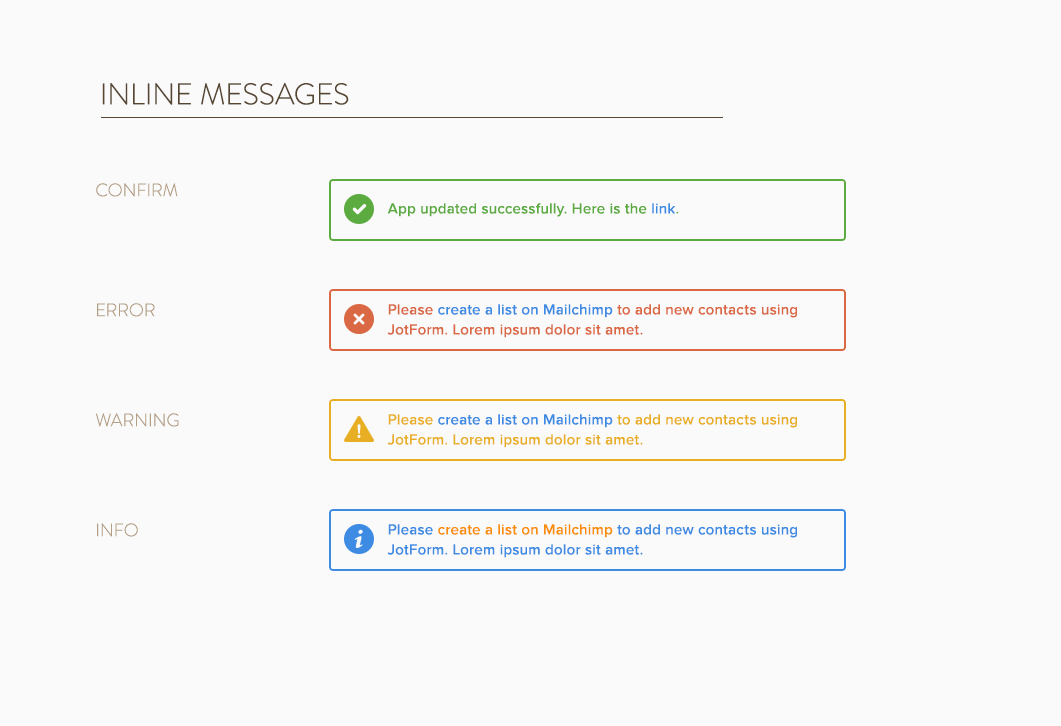 INLINE MESSAGES
CONFIRM
App updated successfully. Here is the link.
ERROR
Please create a list on Mailchimp to add new contacts using
JotForm. Lorem ipsum dolor sit amet.
WARNING
Please create a list on Mailchimp to add new contacts using
JotForm. Lorem ipsum dolor sit amet.
INFO
Please create a list on Mailchimp to add new contacts using
JotForm. Lorem ipsum dolor sit amet.